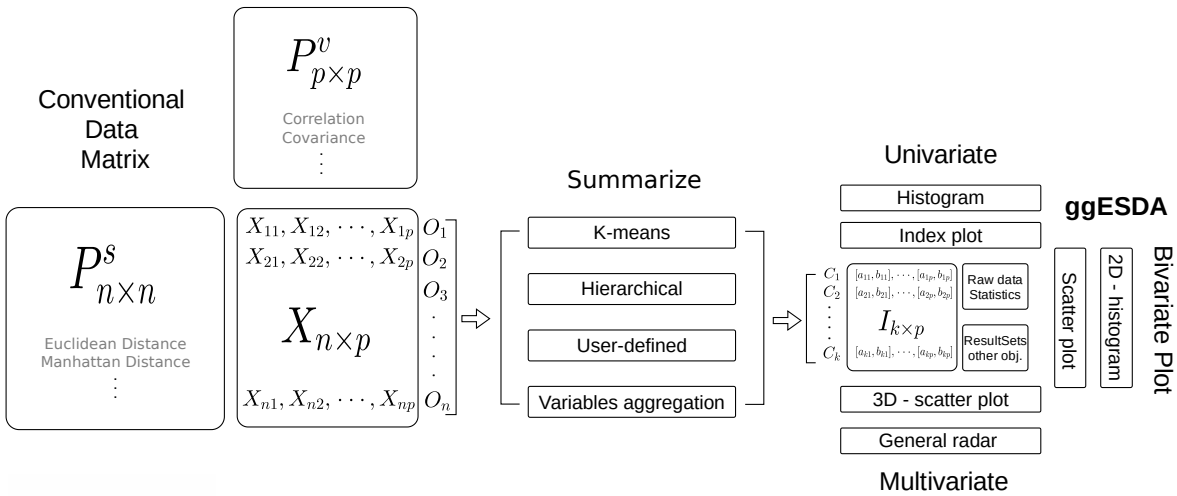 Conventional
Data
Matrix
P^v_{p×p}
Correlation
Covariance
⋮
P^s_{n×n}
Euclidean Distance
Manhattan Distance
⋮
X_{11}, X_{12}, ⋯, X_{1p} O_1
X_{21}, X_{22}, ⋯, X_{2p} O_2
O_3
X_{n×p}
⋮
X_{n1}, X_{n2}, ⋯, X_{np} O_n
Summarize
K-means
Hierarchical
User-defined
Variables aggregation
Univariate
Histogram
Index plot
C_1 [a_{11}, b_{11}], ⋯, [a_{1p}, b_{1p}]
C_2 [a_{21}, b_{21}], ⋯, [a_{2p}, b_{2p}]
⋮
I_{k×p}
C_k [a_{k1}, b_{k1}], ⋯, [a_{kp}, b_{kp}]
Raw data
Statistics
ResultSets
other obj.
3D - scatter plot
General radar
Multivariate
ggESDA
Scatter plot
2D - histogram
Bivariate Plot